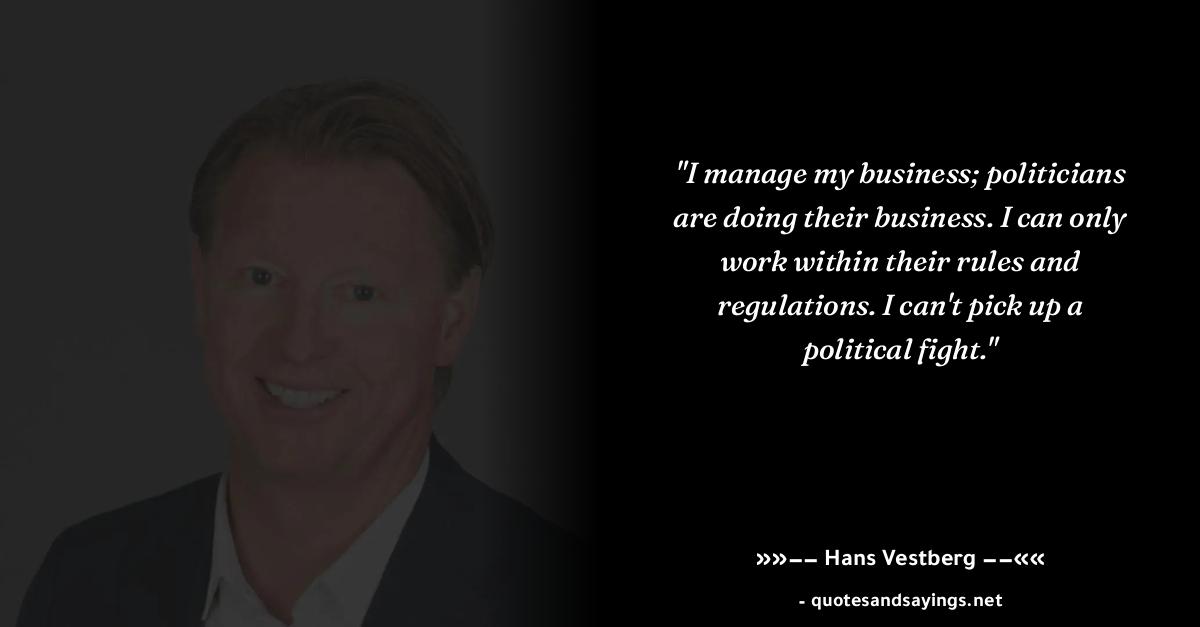 "I manage my business; politicians
are doing their business. I can only
work within their rules and
regulations. I can't pick up a
political fight."
»»–– Hans Vestberg ––««
- quotesandsayings.net